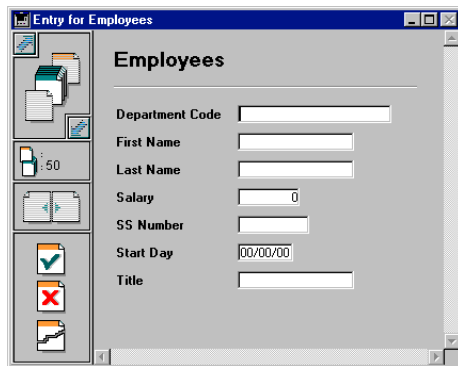 Entry for Employees
Employees
Department Code
First Name
: 50
Last Name
Salary 0
SS Number
Start Day 00/00/00
Title